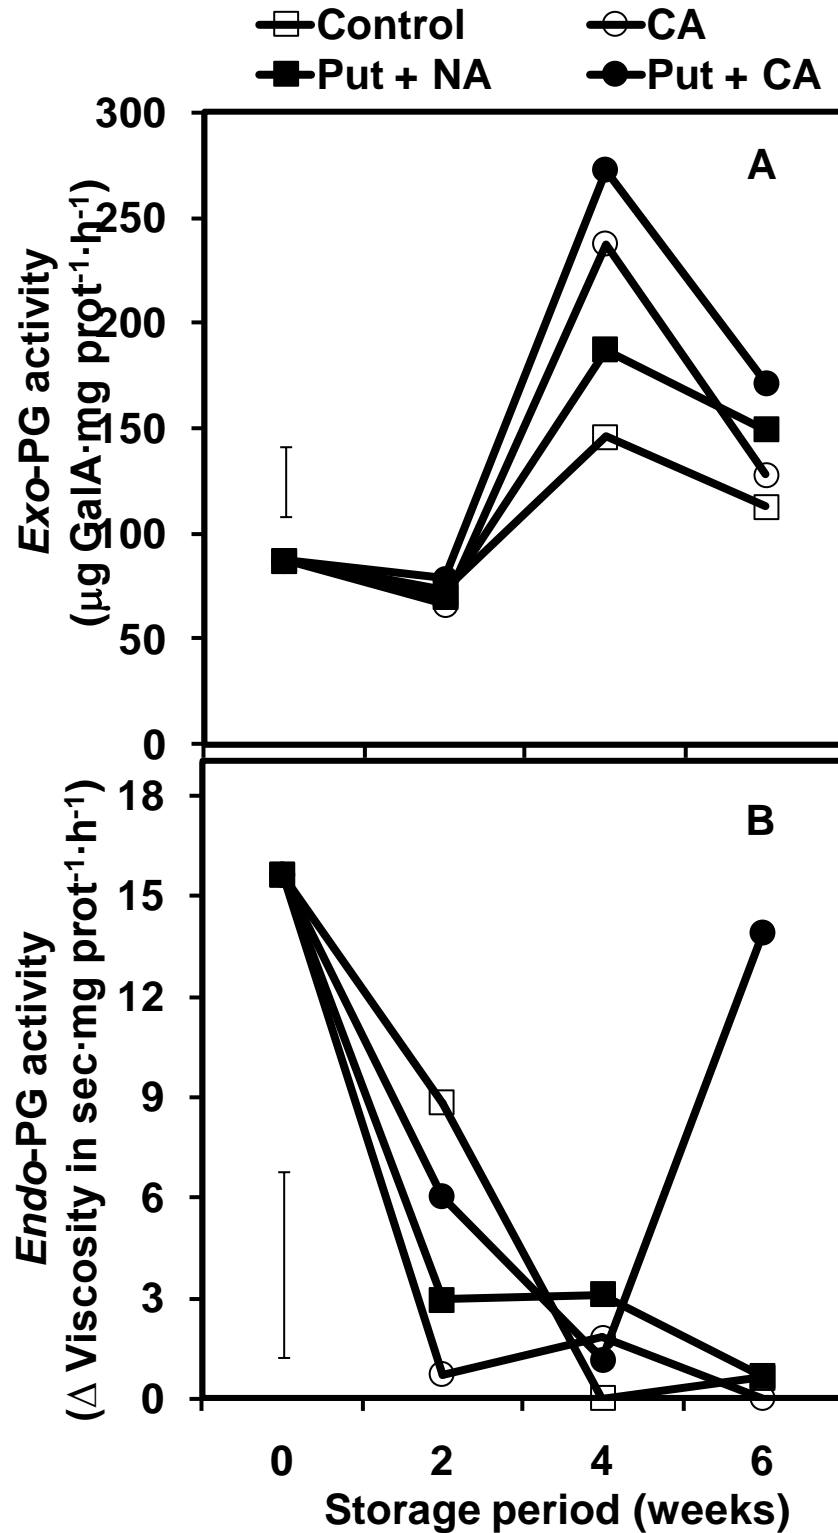 Control CA
Put + NA Put + CA
A
300
250
200
150
100
50
0
Exo-PG activity
(µg GalA·mg prot⁻¹·h⁻¹)
B
18
15
12
9
6
3
0
Endo-PG activity
(Δ Viscosity in sec·mg prot⁻¹·h⁻¹)
0 2 4 6
Storage period (weeks)